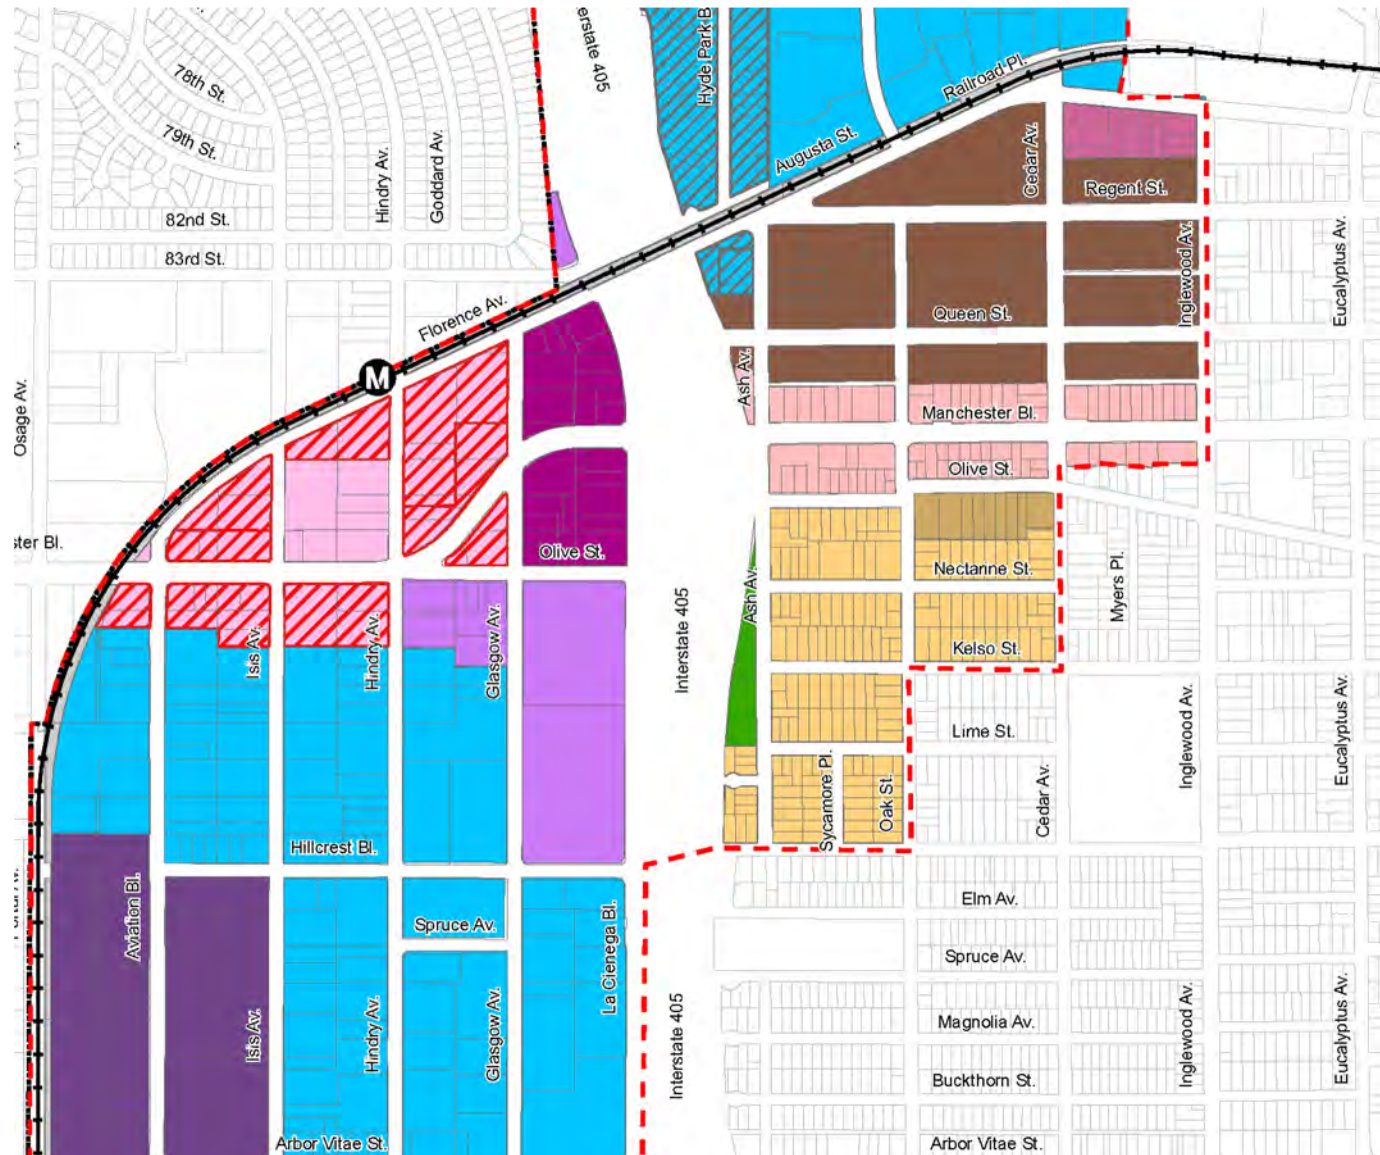 Interstate 405
Hyde Park B
78th St.
79th St.
Hindry Av.
Goddard Av.
82nd St.
83rd St.
Railroad Pl.
Augusta St.
Cedar Av.
Regent St.
Inglewood Av.
Eucalyptus Av.
Florence Av.
Queen St.
M
Osage Av.
Ash Av.
Manchester Bl.
Olive St.
ster Bl.
Olive St.
Nectarine St.
Ash Av.
Myers Pl.
Interstate 405
Kelso St.
Isis Av.
Hindry Av.
Glasgow Av.
Lime St.
Inglewood Av.
Eucalyptus Av.
Sycamore Pl.
Oak St.
Cedar Av.
Hillcrest Bl.
Elm Av.
Aviation Bl.
Spruce Av.
La Cienega Bl.
Spruce Av.
Isis Av.
Hindry Av.
Glasgow Av.
Interstate 405
Magnolia Av.
Inglewood Av.
Eucalyptus Av.
Buckthorn St.
Arbor Vitae St.
Arbor Vitae St.